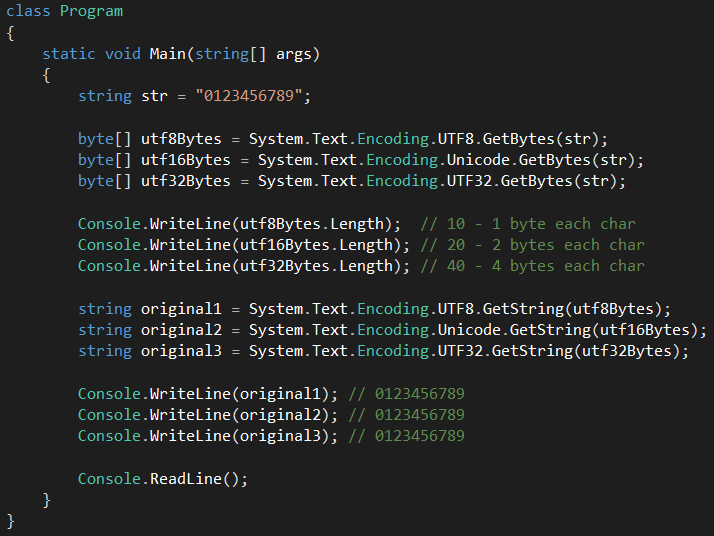 class Program
{
    static void Main(string[] args)
    {
        string str = "0123456789";

        byte[] utf8Bytes = System.Text.Encoding.UTF8.GetBytes(str);
        byte[] utf16Bytes = System.Text.Encoding.Unicode.GetBytes(str);
        byte[] utf32Bytes = System.Text.Encoding.UTF32.GetBytes(str);

        Console.WriteLine(utf8Bytes.Length);  // 10 - 1 byte each char
        Console.WriteLine(utf16Bytes.Length); // 20 - 2 bytes each char
        Console.WriteLine(utf32Bytes.Length); // 40 - 4 bytes each char

        string original1 = System.Text.Encoding.UTF8.GetString(utf8Bytes);
        string original2 = System.Text.Encoding.Unicode.GetString(utf16Bytes);
        string original3 = System.Text.Encoding.UTF32.GetString(utf32Bytes);

        Console.WriteLine(original1); // 0123456789
        Console.WriteLine(original2); // 0123456789
        Console.WriteLine(original3); // 0123456789

        Console.ReadLine();
    }
}